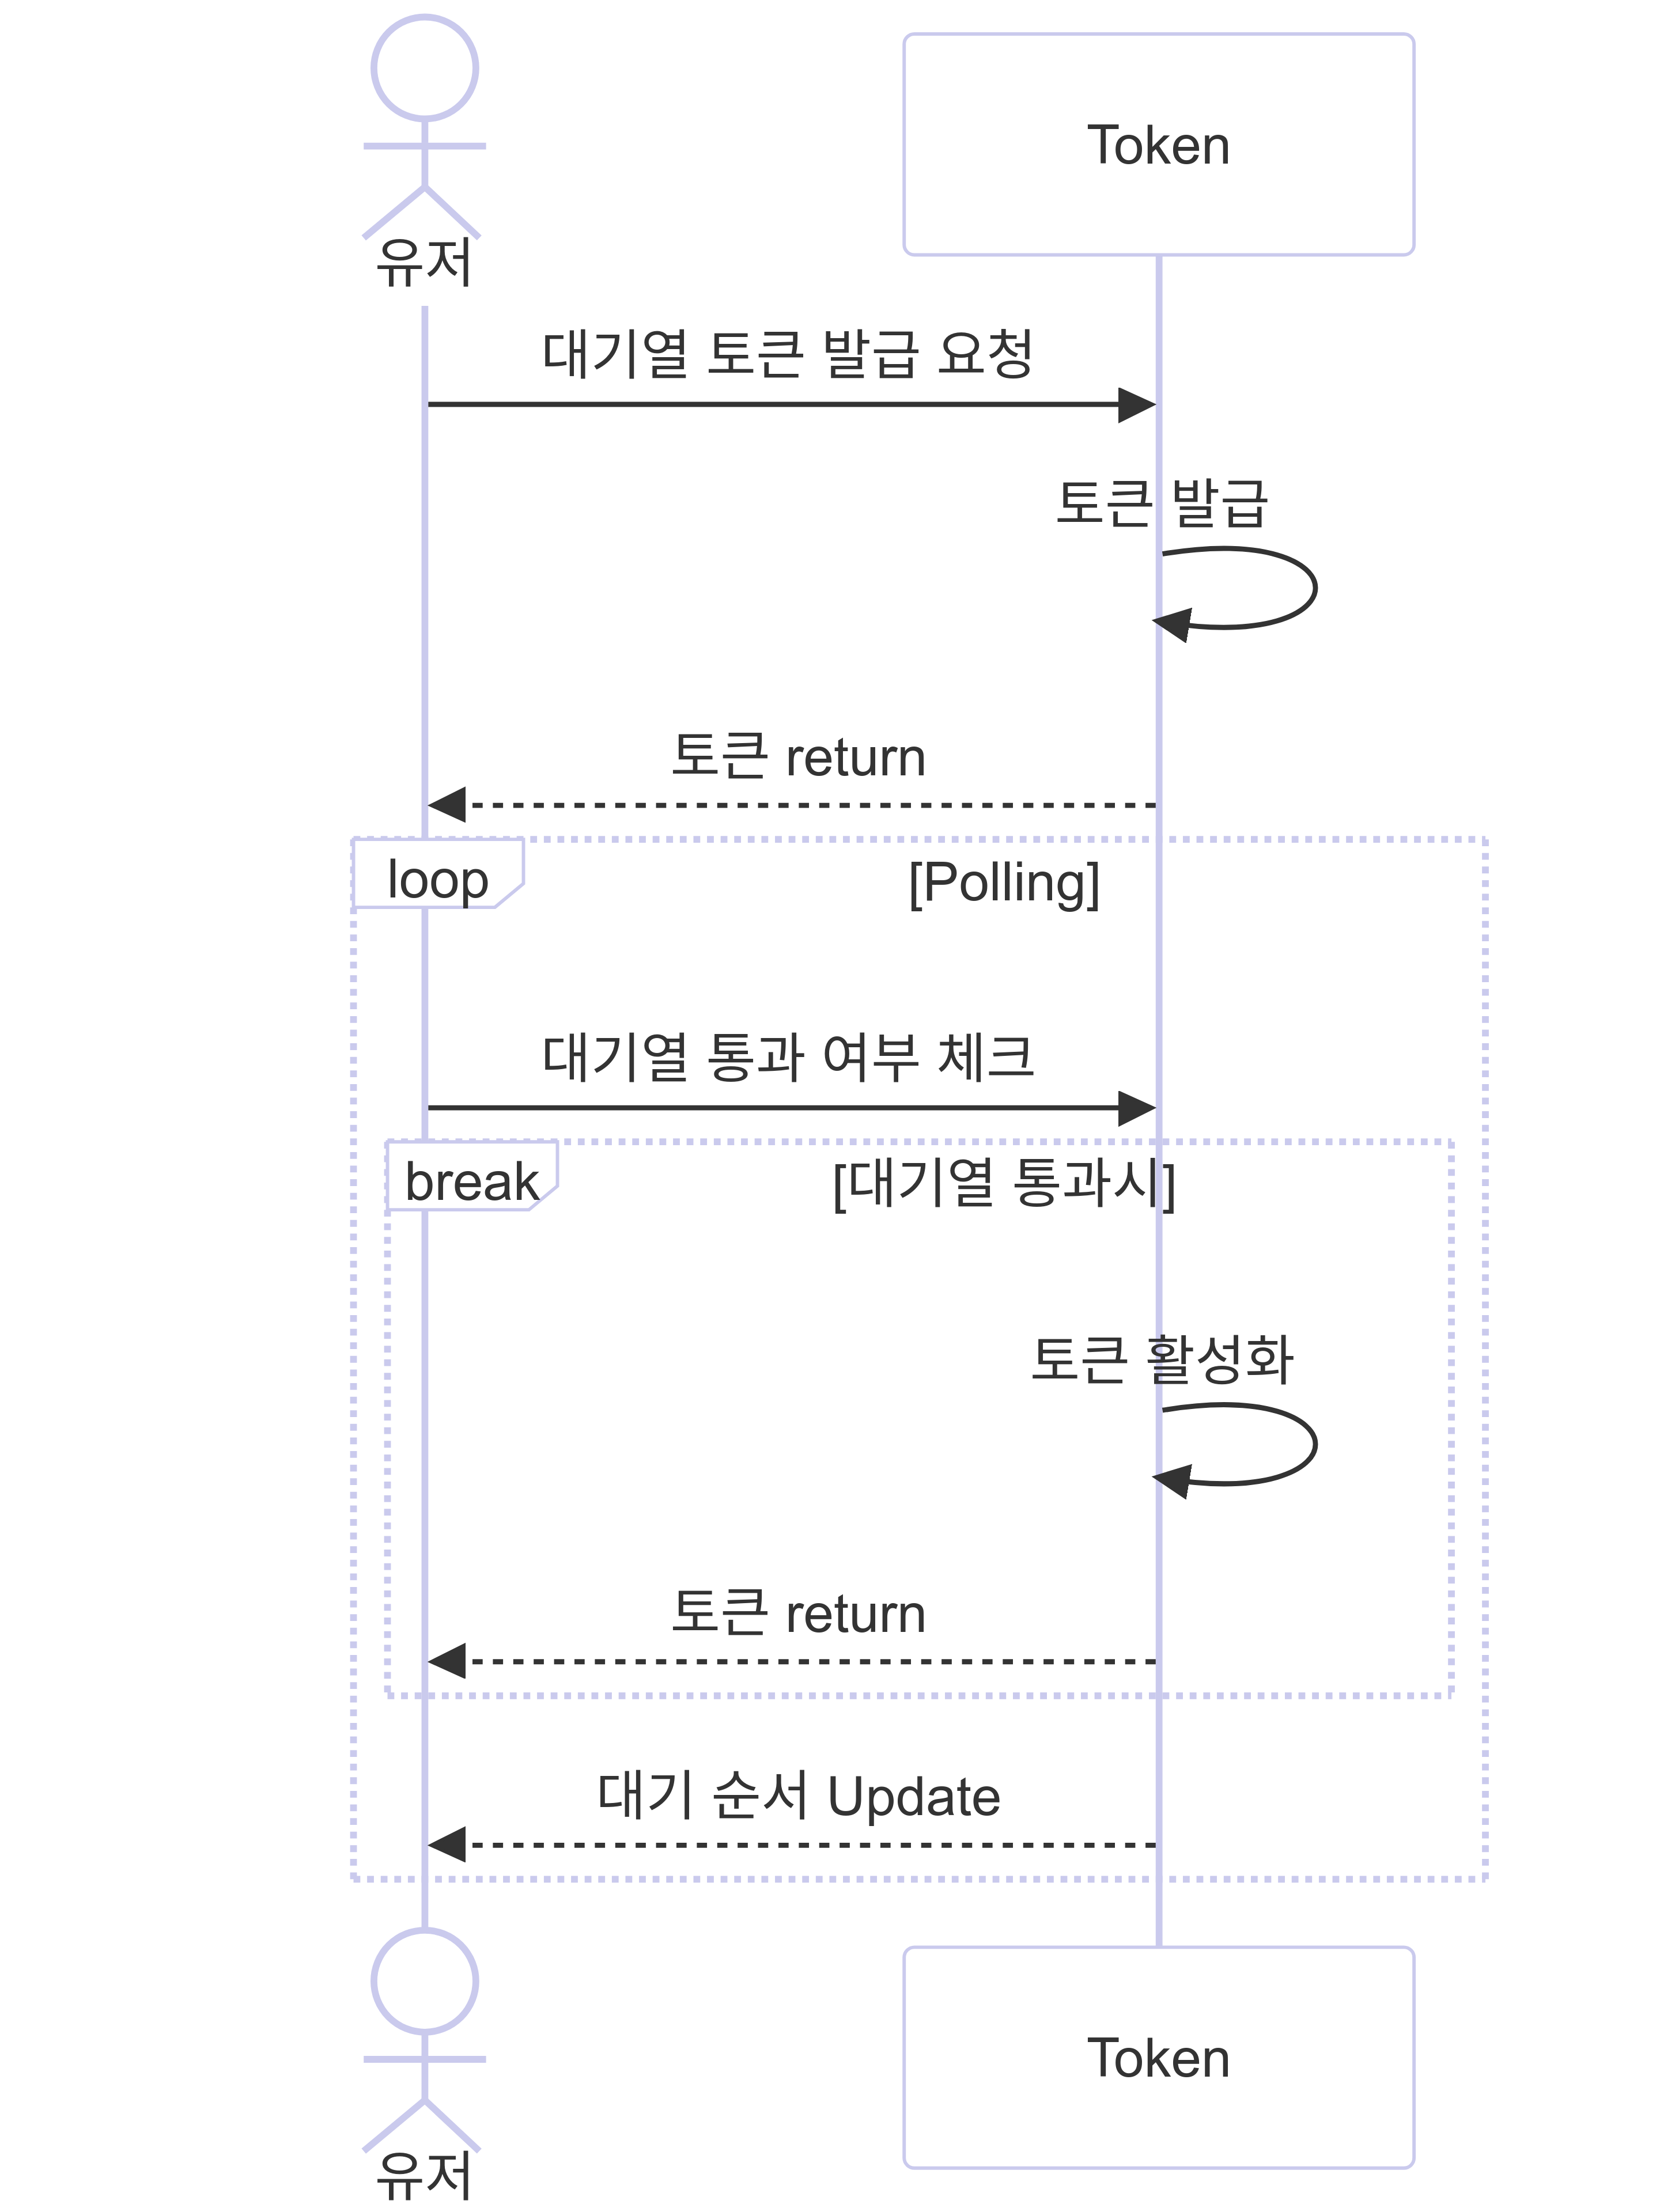 유저
Token
대기열 토큰 발급 요청
토큰 발급
토큰 return
loop
[Polling]
대기열 통과 여부 체크
break
[대기열 통과시]
토큰 활성화
토큰 return
대기 순서 Update
유저
Token